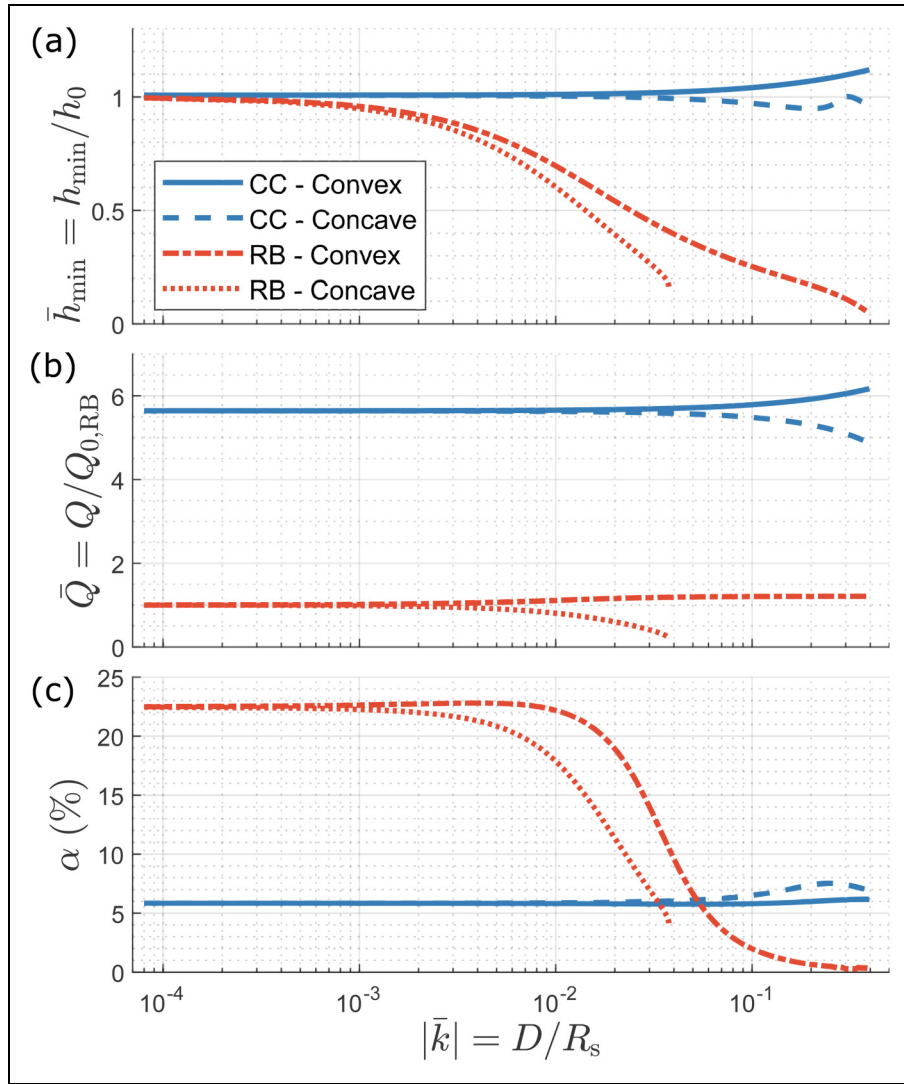 (a)
h̄_min = h_min/h_0
1
0.5
0
CC - Convex
CC - Concave
RB - Convex
RB - Concave
(b)
Q̄ = Q/Q_0,RB
6
4
2
0
(c)
α (%)
25
20
15
10
5
0
10^-4 10^-3 10^-2 10^-1
|k̄| = D/R_s